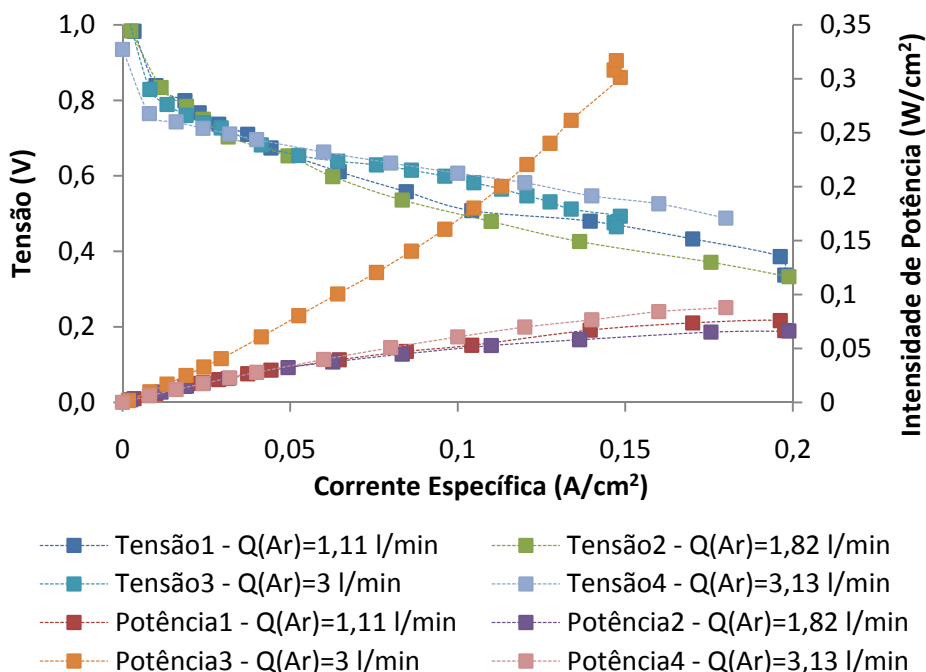 1,0
0,8
0,6
0,4
0,2
0,0
Tensão (V)
0,35
0,3
0,25
0,2
0,15
0,1
0,05
0
Intensidade de Potência (W/cm²)
0 0,05 0,1 0,15 0,2
Corrente Específica (A/cm²)
Tensão1 - Q(Ar)=1,11 l/min Tensão2 - Q(Ar)=1,82 l/min
Tensão3 - Q(Ar)=3 l/min Tensão4 - Q(Ar)=3,13 l/min
Potência1 - Q(Ar)=1,11 l/min Potência2 - Q(Ar)=1,82 l/min
Potência3 - Q(Ar)=3 l/min Potência4 - Q(Ar)=3,13 l/min